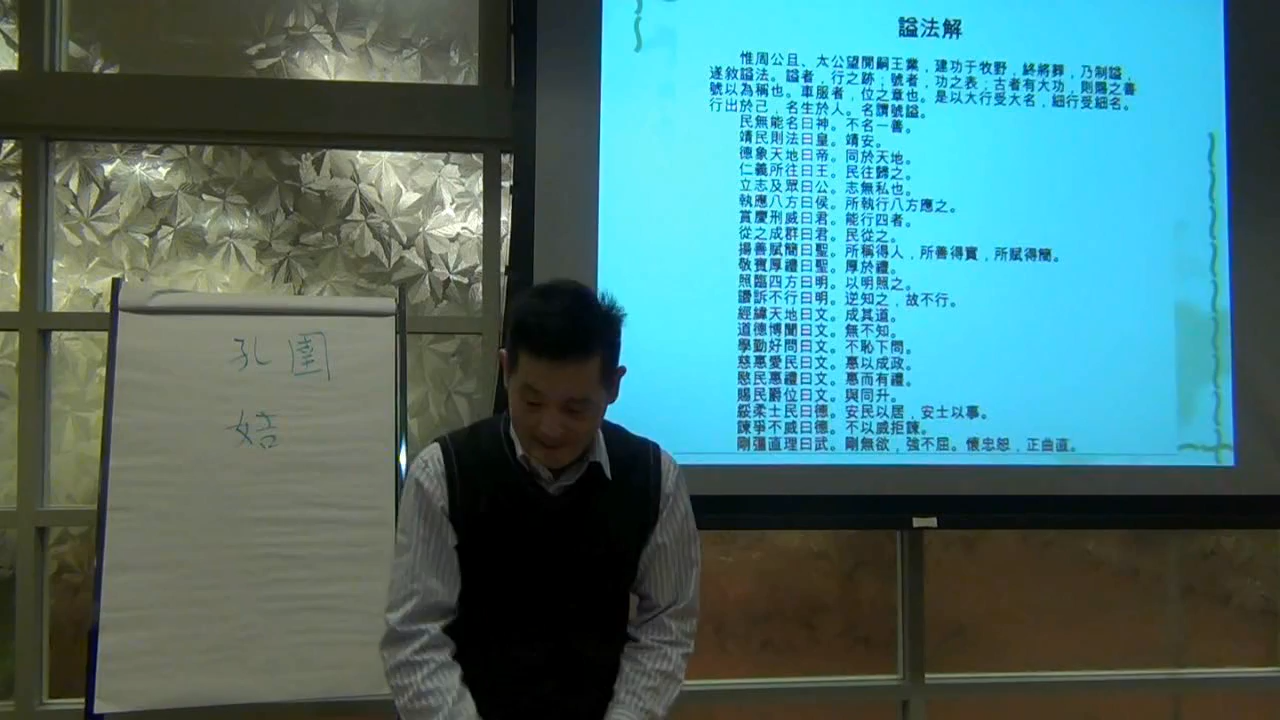 孔圉
姞
謚法解
惟周公旦、太公望開嗣王業，建功于牧野，終將葬，乃制謚，
遂敘謚法。謚者，行之跡；號者，功之表，古者有大功，則賜之善
號以為稱也。車服者，位之章也。是以大行受大名，細行受細名。
行出於己，名生於人。名謂號謚。
民無能名曰神。不名一善。
靖民則法曰皇。靖安。
德象天地曰帝。同於天地。
仁義所往曰王。民往歸之。
立志及眾曰公。志無私也。
執應八方曰侯。所執行八方應之。
賞慶刑威曰君。能行四者。
從之成群曰君。民從之。
揚善賦簡曰聖。所稱得人，所善得實，所賦得簡。
敬賓厚禮曰聖。厚於禮。
照臨四方曰明。以明照之。
譖訴不行曰明。逆知之，故不行。
經緯天地曰文。成其道。
道德博聞曰文。無不知。
學勤好問曰文。不恥下問。
慈惠愛民曰文。惠以成政。
愍民惠禮曰文。惠而有禮。
賜民爵位曰文。與同升。
綏柔士民曰德。安民以居，安士以事。
諫爭不威曰德。不以威拒諫。
剛彊直理曰武。剛無欲，強不屈。懷忠恕，正曲直。